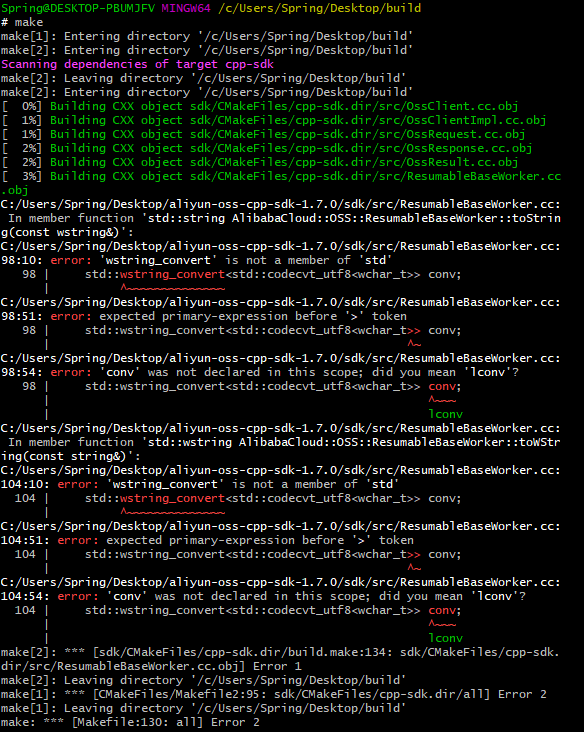 Spring@DESKTOP-PBUMJFV MINGW64 /c/Users/Spring/Desktop/build
# make
make[1]: Entering directory '/c/Users/Spring/Desktop/build'
make[2]: Entering directory '/c/Users/Spring/Desktop/build'
Scanning dependencies of target cpp-sdk
make[2]: Leaving directory '/c/Users/Spring/Desktop/build'
make[2]: Entering directory '/c/Users/Spring/Desktop/build'
[  0%] Building CXX object sdk/CMakeFiles/cpp-sdk.dir/src/OssClient.cc.obj
[  1%] Building CXX object sdk/CMakeFiles/cpp-sdk.dir/src/OssClientImpl.cc.obj
[  1%] Building CXX object sdk/CMakeFiles/cpp-sdk.dir/src/OssRequest.cc.obj
[  2%] Building CXX object sdk/CMakeFiles/cpp-sdk.dir/src/OssResponse.cc.obj
[  2%] Building CXX object sdk/CMakeFiles/cpp-sdk.dir/src/OssResult.cc.obj
[  3%] Building CXX object sdk/CMakeFiles/cpp-sdk.dir/src/ResumableBaseWorker.cc
.obj
C:/Users/Spring/Desktop/aliyun-oss-cpp-sdk-1.7.0/sdk/src/ResumableBaseWorker.cc:
 In member function 'std::string AlibabaCloud::OSS::ResumableBaseWorker::toStrin
g(const wstring&)':
C:/Users/Spring/Desktop/aliyun-oss-cpp-sdk-1.7.0/sdk/src/ResumableBaseWorker.cc:
98:10: error: 'wstring_convert' is not a member of 'std'
   98 |     std::wstring_convert<std::codecvt_utf8<wchar_t>> conv;
      |          ^~~~~~~~~~~~~~~
C:/Users/Spring/Desktop/aliyun-oss-cpp-sdk-1.7.0/sdk/src/ResumableBaseWorker.cc:
98:51: error: expected primary-expression before '>' token
   98 |     std::wstring_convert<std::codecvt_utf8<wchar_t>> conv;
      |                                                   ^~
C:/Users/Spring/Desktop/aliyun-oss-cpp-sdk-1.7.0/sdk/src/ResumableBaseWorker.cc:
98:54: error: 'conv' was not declared in this scope; did you mean 'lconv'?
   98 |     std::wstring_convert<std::codecvt_utf8<wchar_t>> conv;
      |                                                      ^~~~
      |                                                      lconv
C:/Users/Spring/Desktop/aliyun-oss-cpp-sdk-1.7.0/sdk/src/ResumableBaseWorker.cc:
 In member function 'std::wstring AlibabaCloud::OSS::ResumableBaseWorker::toWStr
ing(const string&)':
C:/Users/Spring/Desktop/aliyun-oss-cpp-sdk-1.7.0/sdk/src/ResumableBaseWorker.cc:
104:10: error: 'wstring_convert' is not a member of 'std'
  104 |     std::wstring_convert<std::codecvt_utf8<wchar_t>> conv;
      |          ^~~~~~~~~~~~~~~
C:/Users/Spring/Desktop/aliyun-oss-cpp-sdk-1.7.0/sdk/src/ResumableBaseWorker.cc:
104:51: error: expected primary-expression before '>' token
  104 |     std::wstring_convert<std::codecvt_utf8<wchar_t>> conv;
      |                                                   ^~
C:/Users/Spring/Desktop/aliyun-oss-cpp-sdk-1.7.0/sdk/src/ResumableBaseWorker.cc:
104:54: error: 'conv' was not declared in this scope; did you mean 'lconv'?
  104 |     std::wstring_convert<std::codecvt_utf8<wchar_t>> conv;
      |                                                      ^~~~
      |                                                      lconv
make[2]: *** [sdk/CMakeFiles/cpp-sdk.dir/build.make:134: sdk/CMakeFiles/cpp-sdk.
dir/src/ResumableBaseWorker.cc.obj] Error 1
make[2]: Leaving directory '/c/Users/Spring/Desktop/build'
make[1]: *** [CMakeFiles/Makefile2:95: sdk/CMakeFiles/cpp-sdk.dir/all] Error 2
make[1]: Leaving directory '/c/Users/Spring/Desktop/build'
make: *** [Makefile:130: all] Error 2